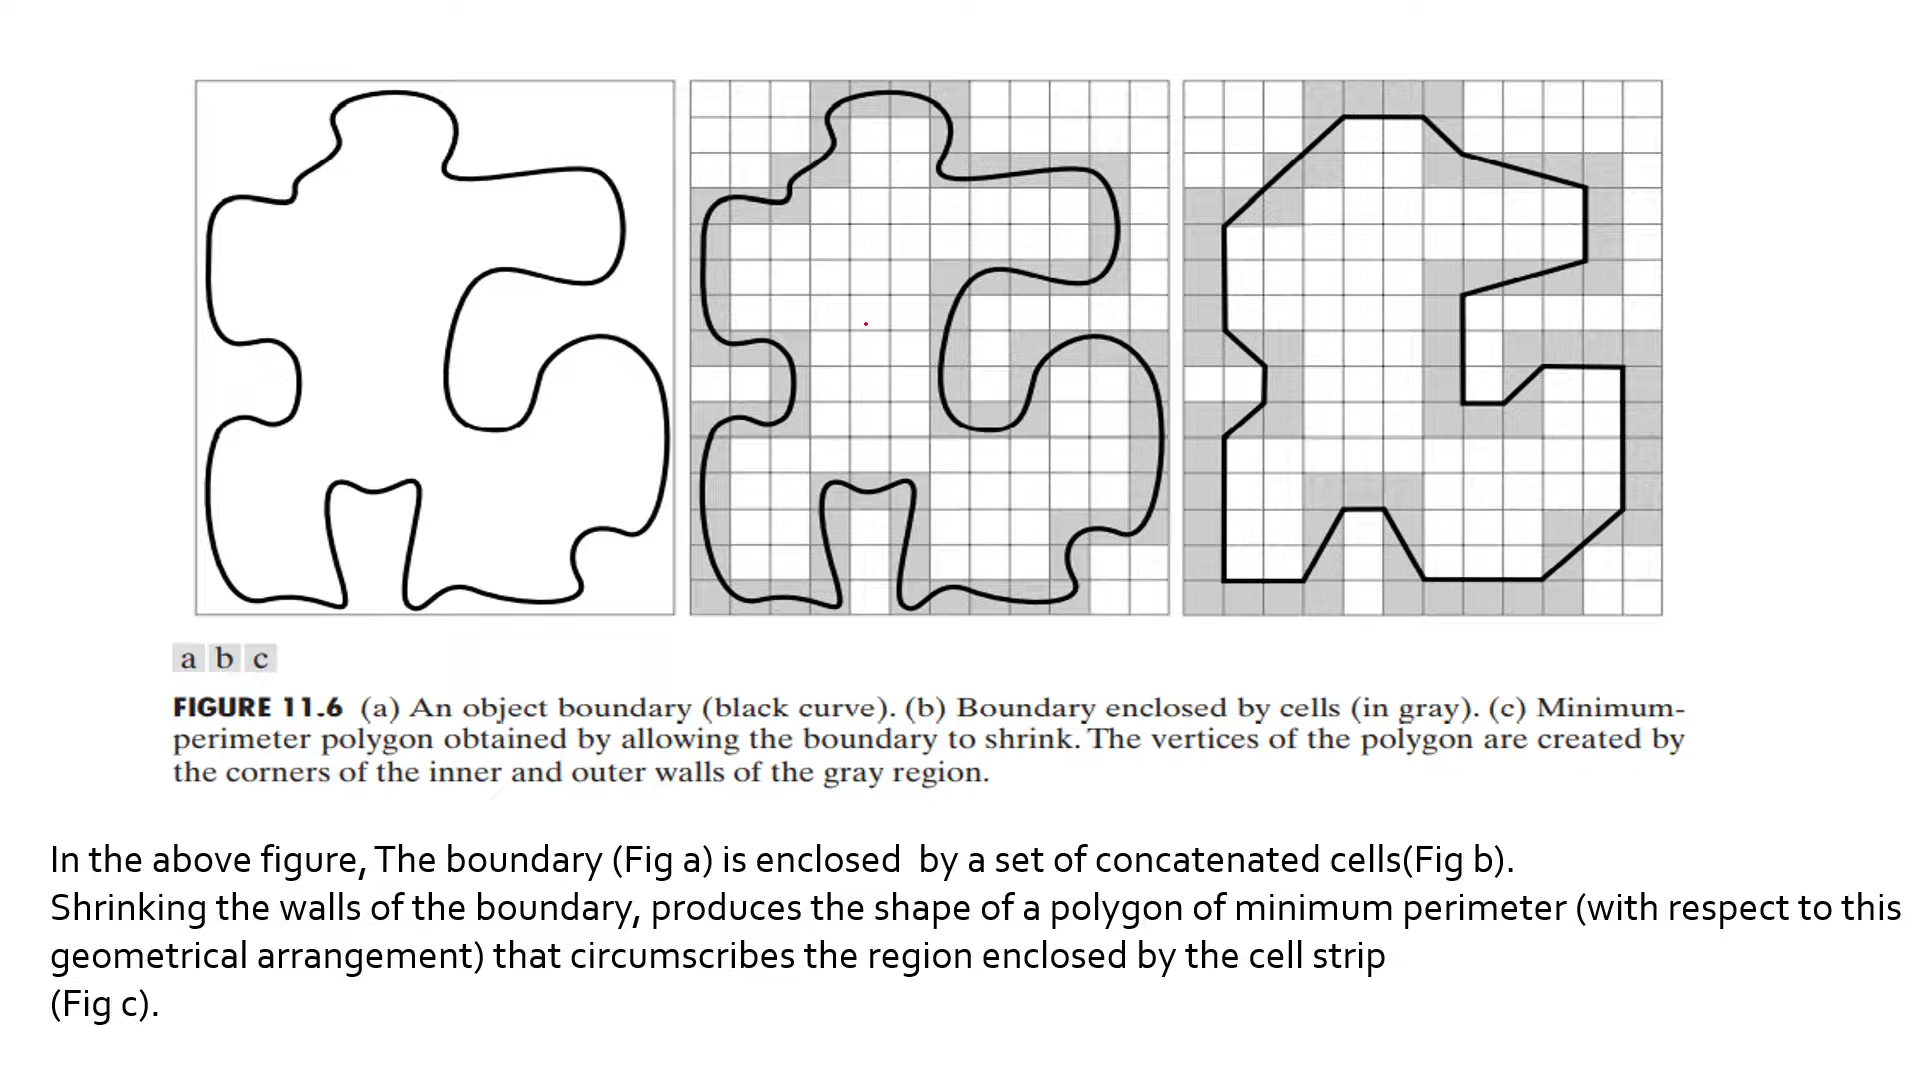 a b c
FIGURE 11.6 (a) An object boundary (black curve). (b) Boundary enclosed by cells (in gray). (c) Minimum-
perimeter polygon obtained by allowing the boundary to shrink. The vertices of the polygon are created by
the corners of the inner and outer walls of the gray region.
In the above figure, The boundary (Fig a) is enclosed  by a set of concatenated cells(Fig b).
Shrinking the walls of the boundary, produces the shape of a polygon of minimum perimeter (with respect to this
geometrical arrangement) that circumscribes the region enclosed by the cell strip
(Fig c).